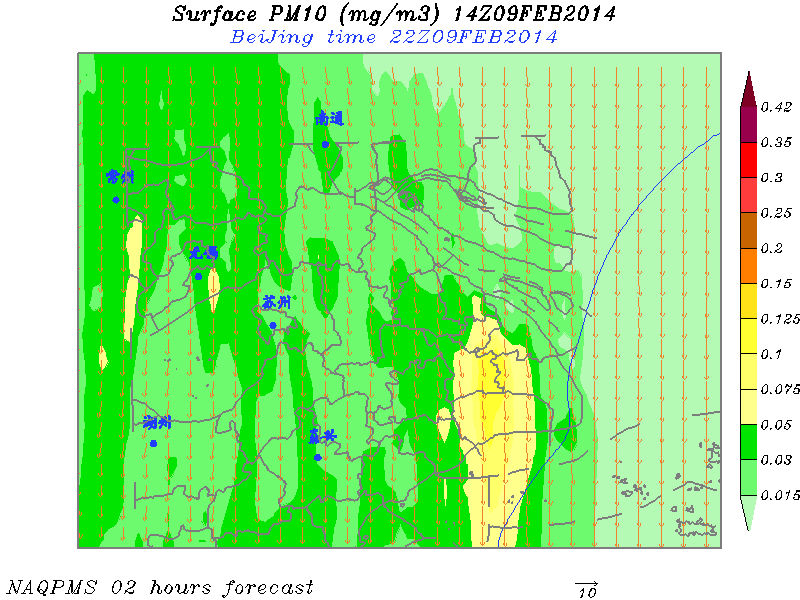 Surface PM10 (mg/m3) 14Z09FEB2014
BeiJing time 22Z09FEB2014
南通
常州
无锡
苏州
湖州
嘉兴
0.42
0.35
0.3
0.25
0.2
0.15
0.125
0.1
0.075
0.05
0.03
0.015
NAQPMS 02 hours forecast
10